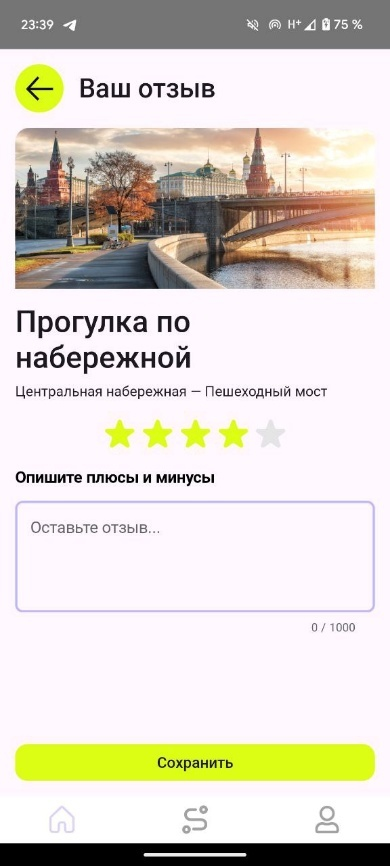 23:39 H+ 75 %
Ваш отзыв
Прогулка по
набережной
Центральная набережная — Пешеходный мост
Опишите плюсы и минусы
Оставьте отзыв...
0 / 1000
Сохранить